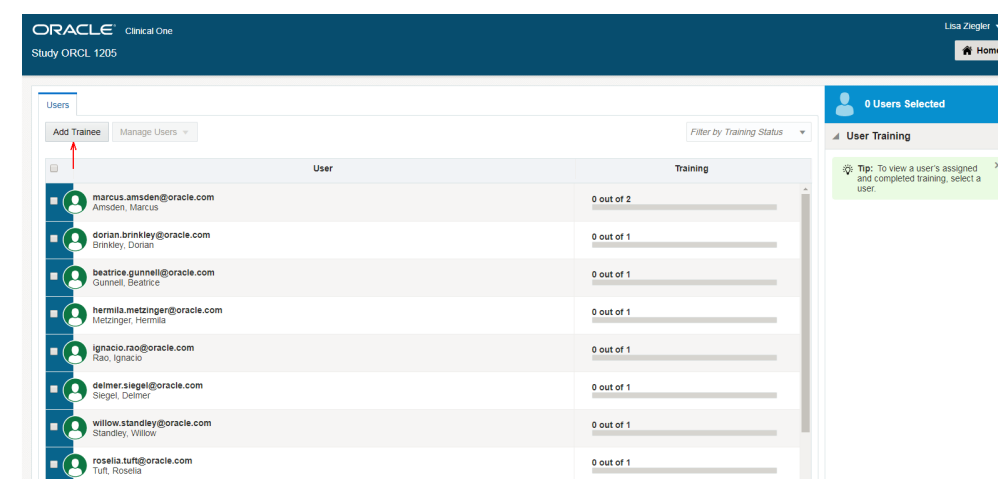 ORACLE® Clinical One
Lisa Ziegler
Study ORCL 1205
Home
Users
0 Users Selected
Add Trainee
Manage Users
Filter by Training Status
User Training
User
Training
Tip: To view a user's assigned
and completed training, select a
user.
marcus.amsden@oracle.com
Amsden, Marcus
0 out of 2
dorian.brinkley@oracle.com
Brinkley, Dorian
0 out of 1
beatrice.gunnell@oracle.com
Gunnell, Beatrice
0 out of 1
hermila.metzinger@oracle.com
Metzinger, Hermila
0 out of 1
ignacio.rao@oracle.com
Rao, Ignacio
0 out of 1
delmer.siegel@oracle.com
Siegel, Delmer
0 out of 1
willow.standley@oracle.com
Standley, Willow
0 out of 1
roselia.tuft@oracle.com
Tuft, Roselia
0 out of 1